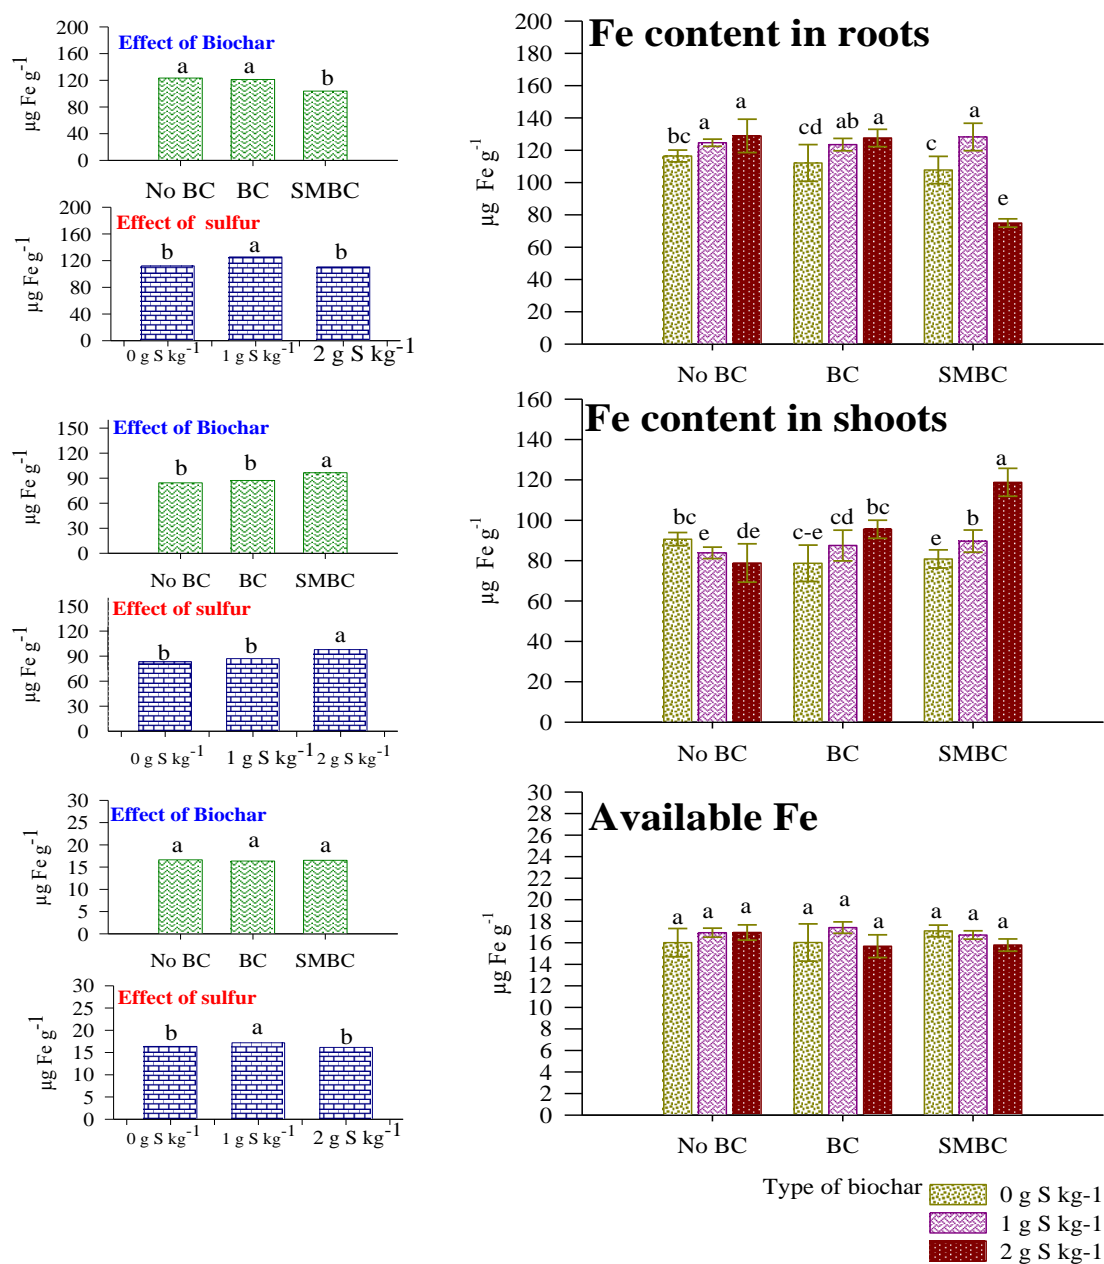 Effect of Biochar
200
160
120
80
40
0
µg Fe g-1
a
a
b
No BC BC SMBC
Effect of sulfur
200
160
120
80
40
0
µg Fe g-1
b
a
b
0 g S kg-1 1 g S kg-1 2 g S kg-1
Fe content in roots
200
180
160
140
120
100
80
60
40
20
0
µg Fe g-1
bc a a cd ab a c a e
No BC BC SMBC
Effect of Biochar
150
120
90
60
30
0
µg Fe g-1
b b a
No BC BC SMBC
Effect of sulfur
150
120
90
60
30
0
µg Fe g-1
b b a
0 g S kg-1 1 g S kg-1 2 g S kg-1
Fe content in shoots
160
140
120
100
80
60
40
20
0
µg Fe g-1
bc e de c-e cd bc e b a
No BC BC SMBC
Effect of Biochar
30
25
20
15
10
5
0
µg Fe g-1
a a a
No BC BC SMBC
Effect of sulfur
30
25
20
15
10
5
0
µg Fe g-1
b a b
0 g S kg-1 1 g S kg-1 2 g S kg-1
Available Fe
30
28
26
24
22
20
18
16
14
12
10
8
6
4
2
0
µg Fe g-1
a a a a a a a a a
No BC BC SMBC
Type of biochar
0 g S kg-1
1 g S kg-1
2 g S kg-1